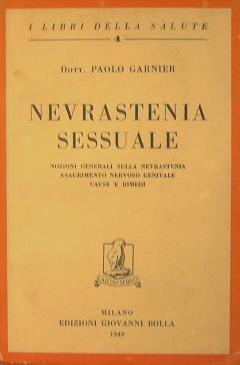 I LIBRI DELLA SALUTE
4
DOTT. PAOLO GARNIER
NEVRASTENIA
SESSUALE
NOZIONI GENERALI SULLA NEVRASTENIA
ESAURIMENTO NERVOSO GENITALE
CAUSE E RIMEDI
MILANO
EDIZIONI GIOVANNI BOLLA
1949